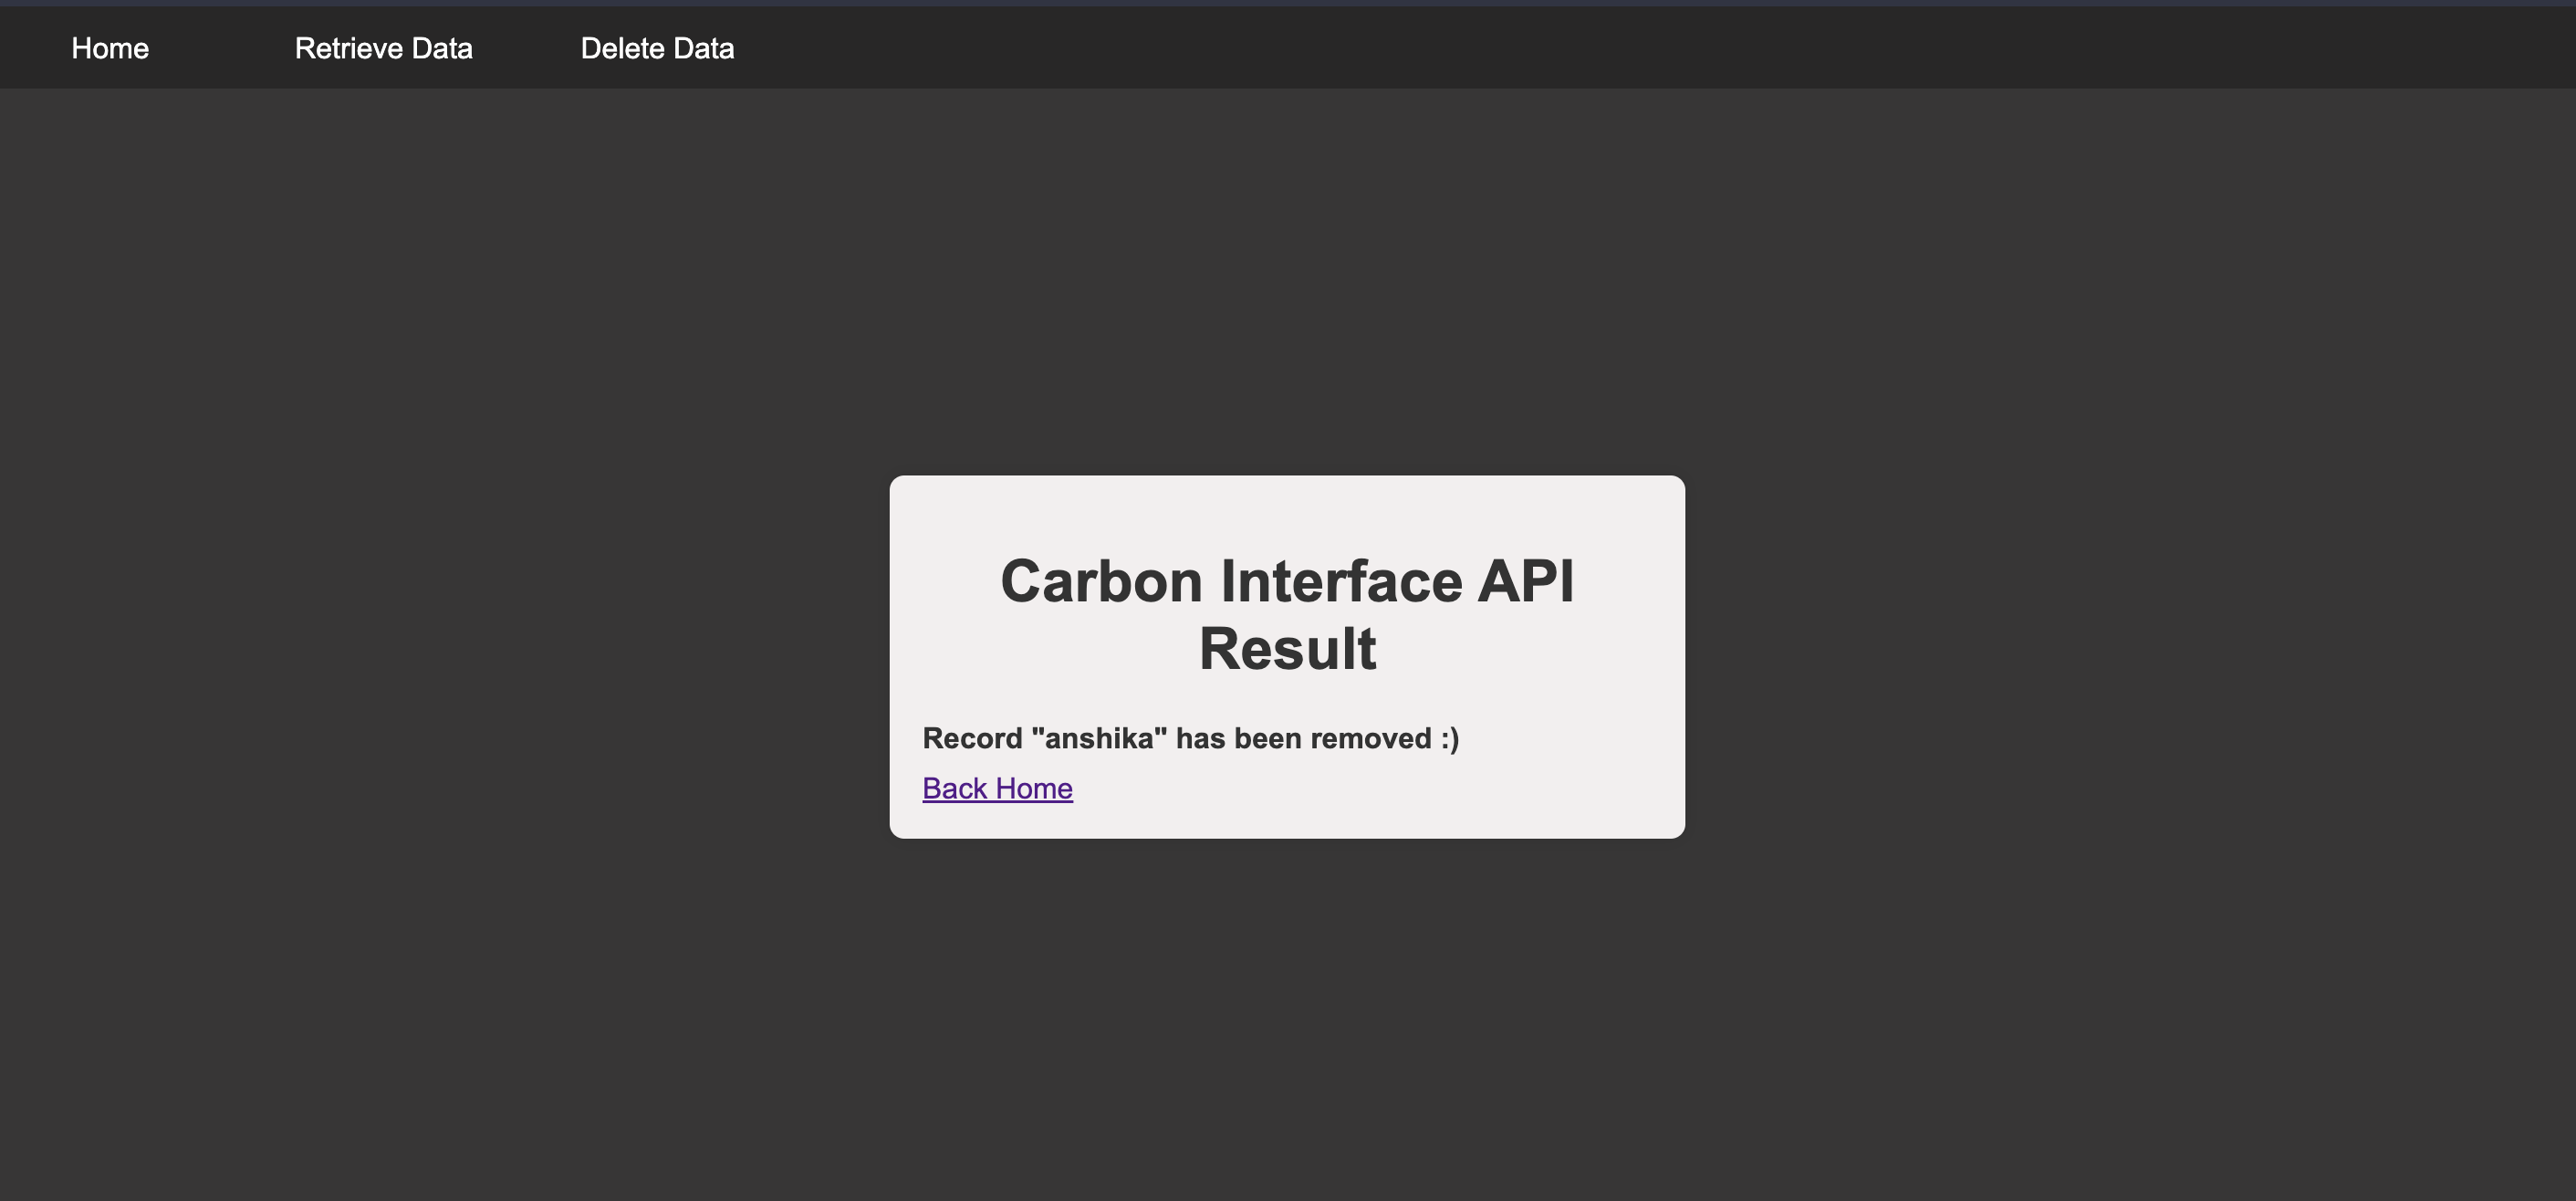 Home Retrieve Data Delete Data
Carbon Interface API
Result
Record "anshika" has been removed :)
Back Home